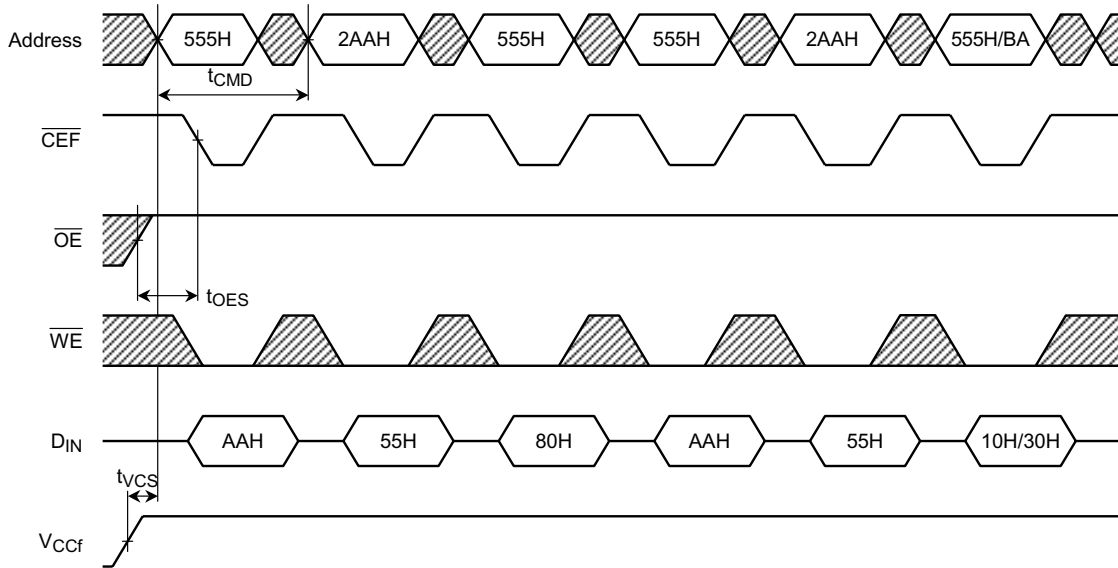 Address 555H 2AAH 555H 555H 2AAH 555H/BA
tCMD
CEF
OE
tOES
WE
DIN AAH 55H 80H AAH 55H 10H/30H
tVCS
VCCf